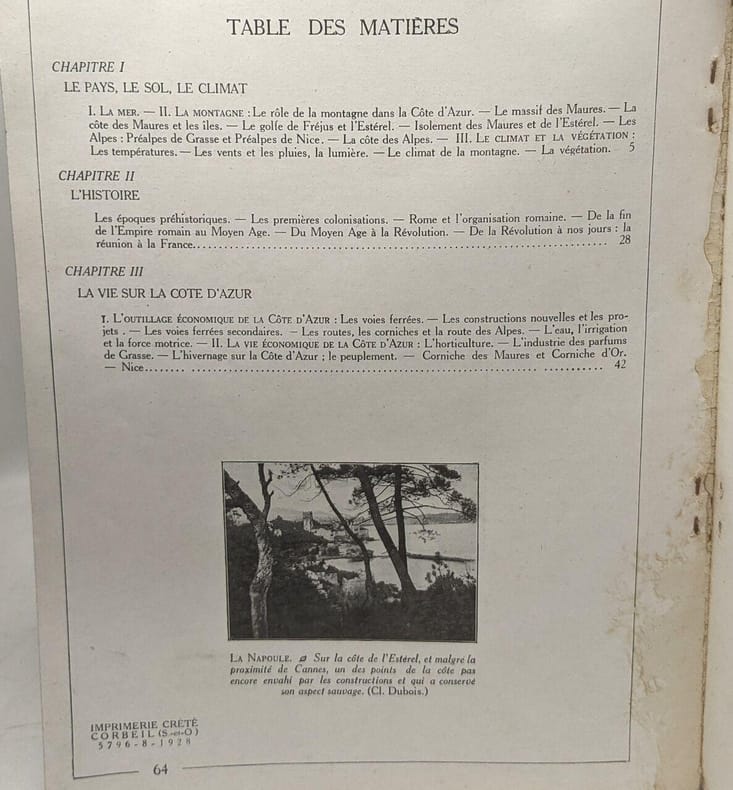 TABLE DES MATIÈRES
CHAPITRE I
LE PAYS, LE SOL, LE CLIMAT
I. LA MER. — II. LA MONTAGNE : Le rôle de la montagne dans la Côte d'Azur. — Le massif des Maures. — La
côte des Maures et les îles. — Le golfe de Fréjus et l'Estérel. — Isolement des Maures et de l'Estérel. — Les
Alpes : Préalpes de Grasse et Préalpes de Nice. — La côte des Alpes. — III. LE CLIMAT ET LA VÉGÉTATION :
Les températures. — Les vents et les pluies, la lumière. — Le climat de la montagne. — La végétation. 5
CHAPITRE II
L'HISTOIRE
Les époques préhistoriques. — Les premières colonisations. — Rome et l'organisation romaine. — De la fin
de l'Empire romain au Moyen Age. — Du Moyen Age à la Révolution. — De la Révolution à nos jours : la
réunion à la France........................................................ 28
CHAPITRE III
LA VIE SUR LA COTE D'AZUR
I. L'OUTILLAGE ÉCONOMIQUE DE LA CÔTE D'AZUR : Les voies ferrées. — Les constructions nouvelles et les pro-
jets . — Les voies ferrées secondaires. – Les routes, les corniches et la route des Alpes. — L'eau, l'irrigation
et la force motrice. — II. LA VIE ÉCONOMIQUE DE LA CÔTE D'AZUR : L'horticulture. — L'industrie des parfums
de Grasse. — L'hivernage sur la Côte d'Azur ; le peuplement. — Corniche des Maures et Corniche d'Or.
— Nice........ ........................................................ ........... 42
LA NAPOULE. ⌀ Sur la côte de l'Estérel, et malgré la
proximité de Cannes, un des points de la côte pas
encore envahi par les constructions et qui a conservé
son aspect sauvage. (Cl. Dubois.)
IMPRIMERIE CRÉTÉ
CORBEIL (S.-et-O)
5796-8-1928
64